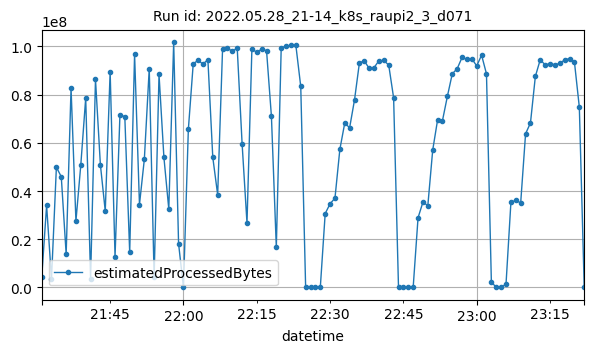 Run id: 2022.05.28_21-14_k8s_raupi2_3_d071
1e8
1.0
0.8
0.6
0.4
0.2
0.0
estimatedProcessedBytes
21:45 22:00 22:15 22:30 22:45 23:00 23:15
datetime